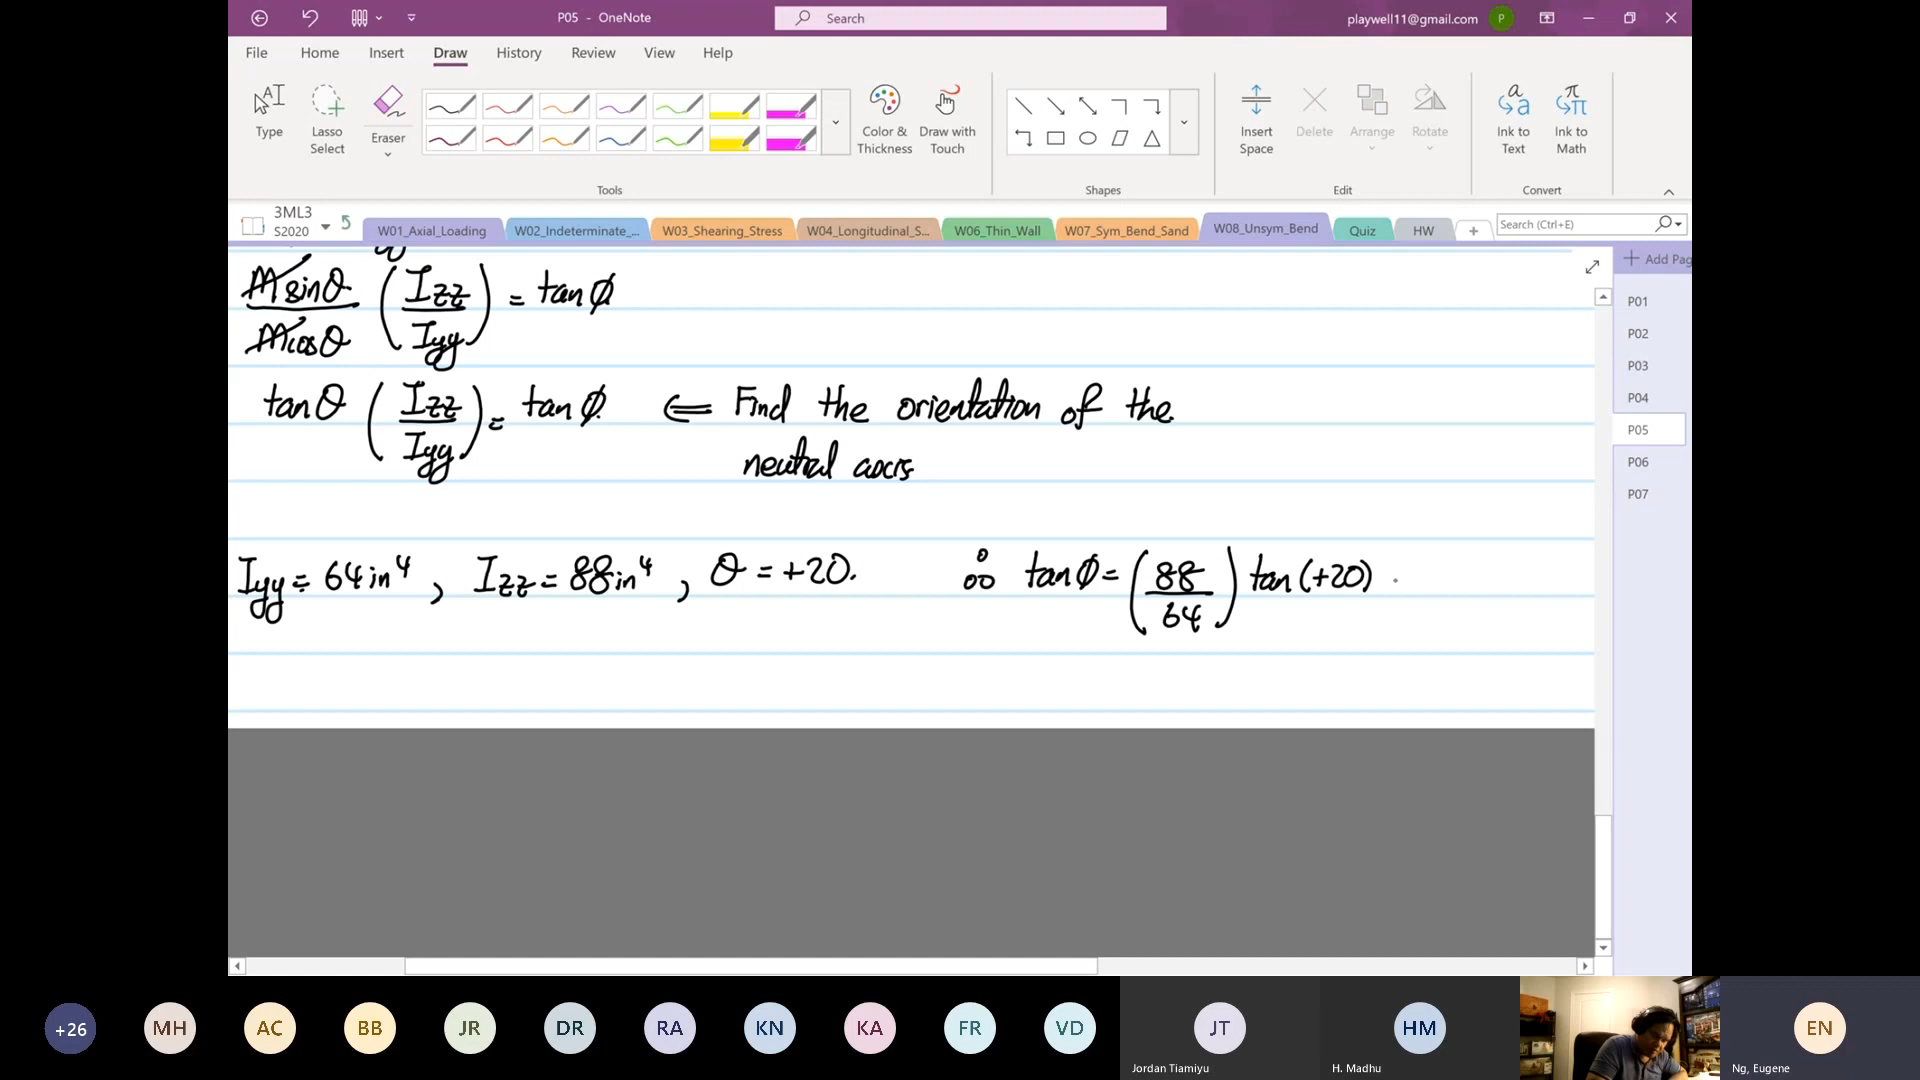 P05 - OneNote
Search
playwell11@gmail.com
P
File Home Insert Draw History Review View Help
Type
Lasso Select
Eraser
Color & Thickness
Draw with Touch
Insert Space
Delete
Arrange
Rotate
Ink to Text
Ink to Math
Tools
Shapes
Edit
Convert
3ML3 S2020
W01_Axial_Loading
W02_Indeterminate_...
W03_Shearing_Stress
W04_Longitudinal_S...
W06_Thin_Wall
W07_Sym_Bend_Sand
W08_Unsym_Bend
Quiz
HW
Search (Ctrl+E)
Add Pag
P01
P02
P03
P04
P05
P06
P07
M sinθ / M cosθ (Izz / Iyy) = tan ϕ
tan θ (Izz / Iyy) = tan ϕ ⇐ Find the orientation of the
neutral axis
Iyy = 64 in⁴ , Izz = 88 in⁴ , θ = +20. ∴ tan ϕ = (88 / 64) tan (+20)
+26 MH AC BB JR DR RA KN KA FR VD JT HM EN
Jordan Tiamiyu
H. Madhu
Ng, Eugene